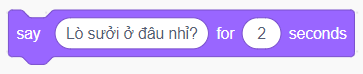 say Lò sưởi ở đâu nhỉ? for 2 seconds